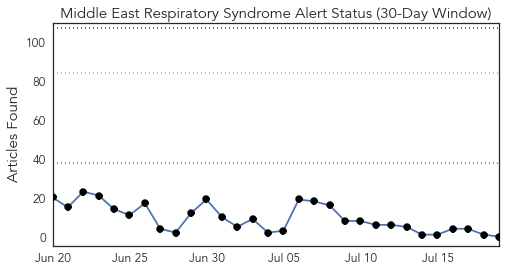 Middle East Respiratory Syndrome Alert Status (30-Day Window)
Articles Found
100
80
60
40
20
0
Jun 20 Jun 25 Jun 30 Jul 05 Jul 10 Jul 15